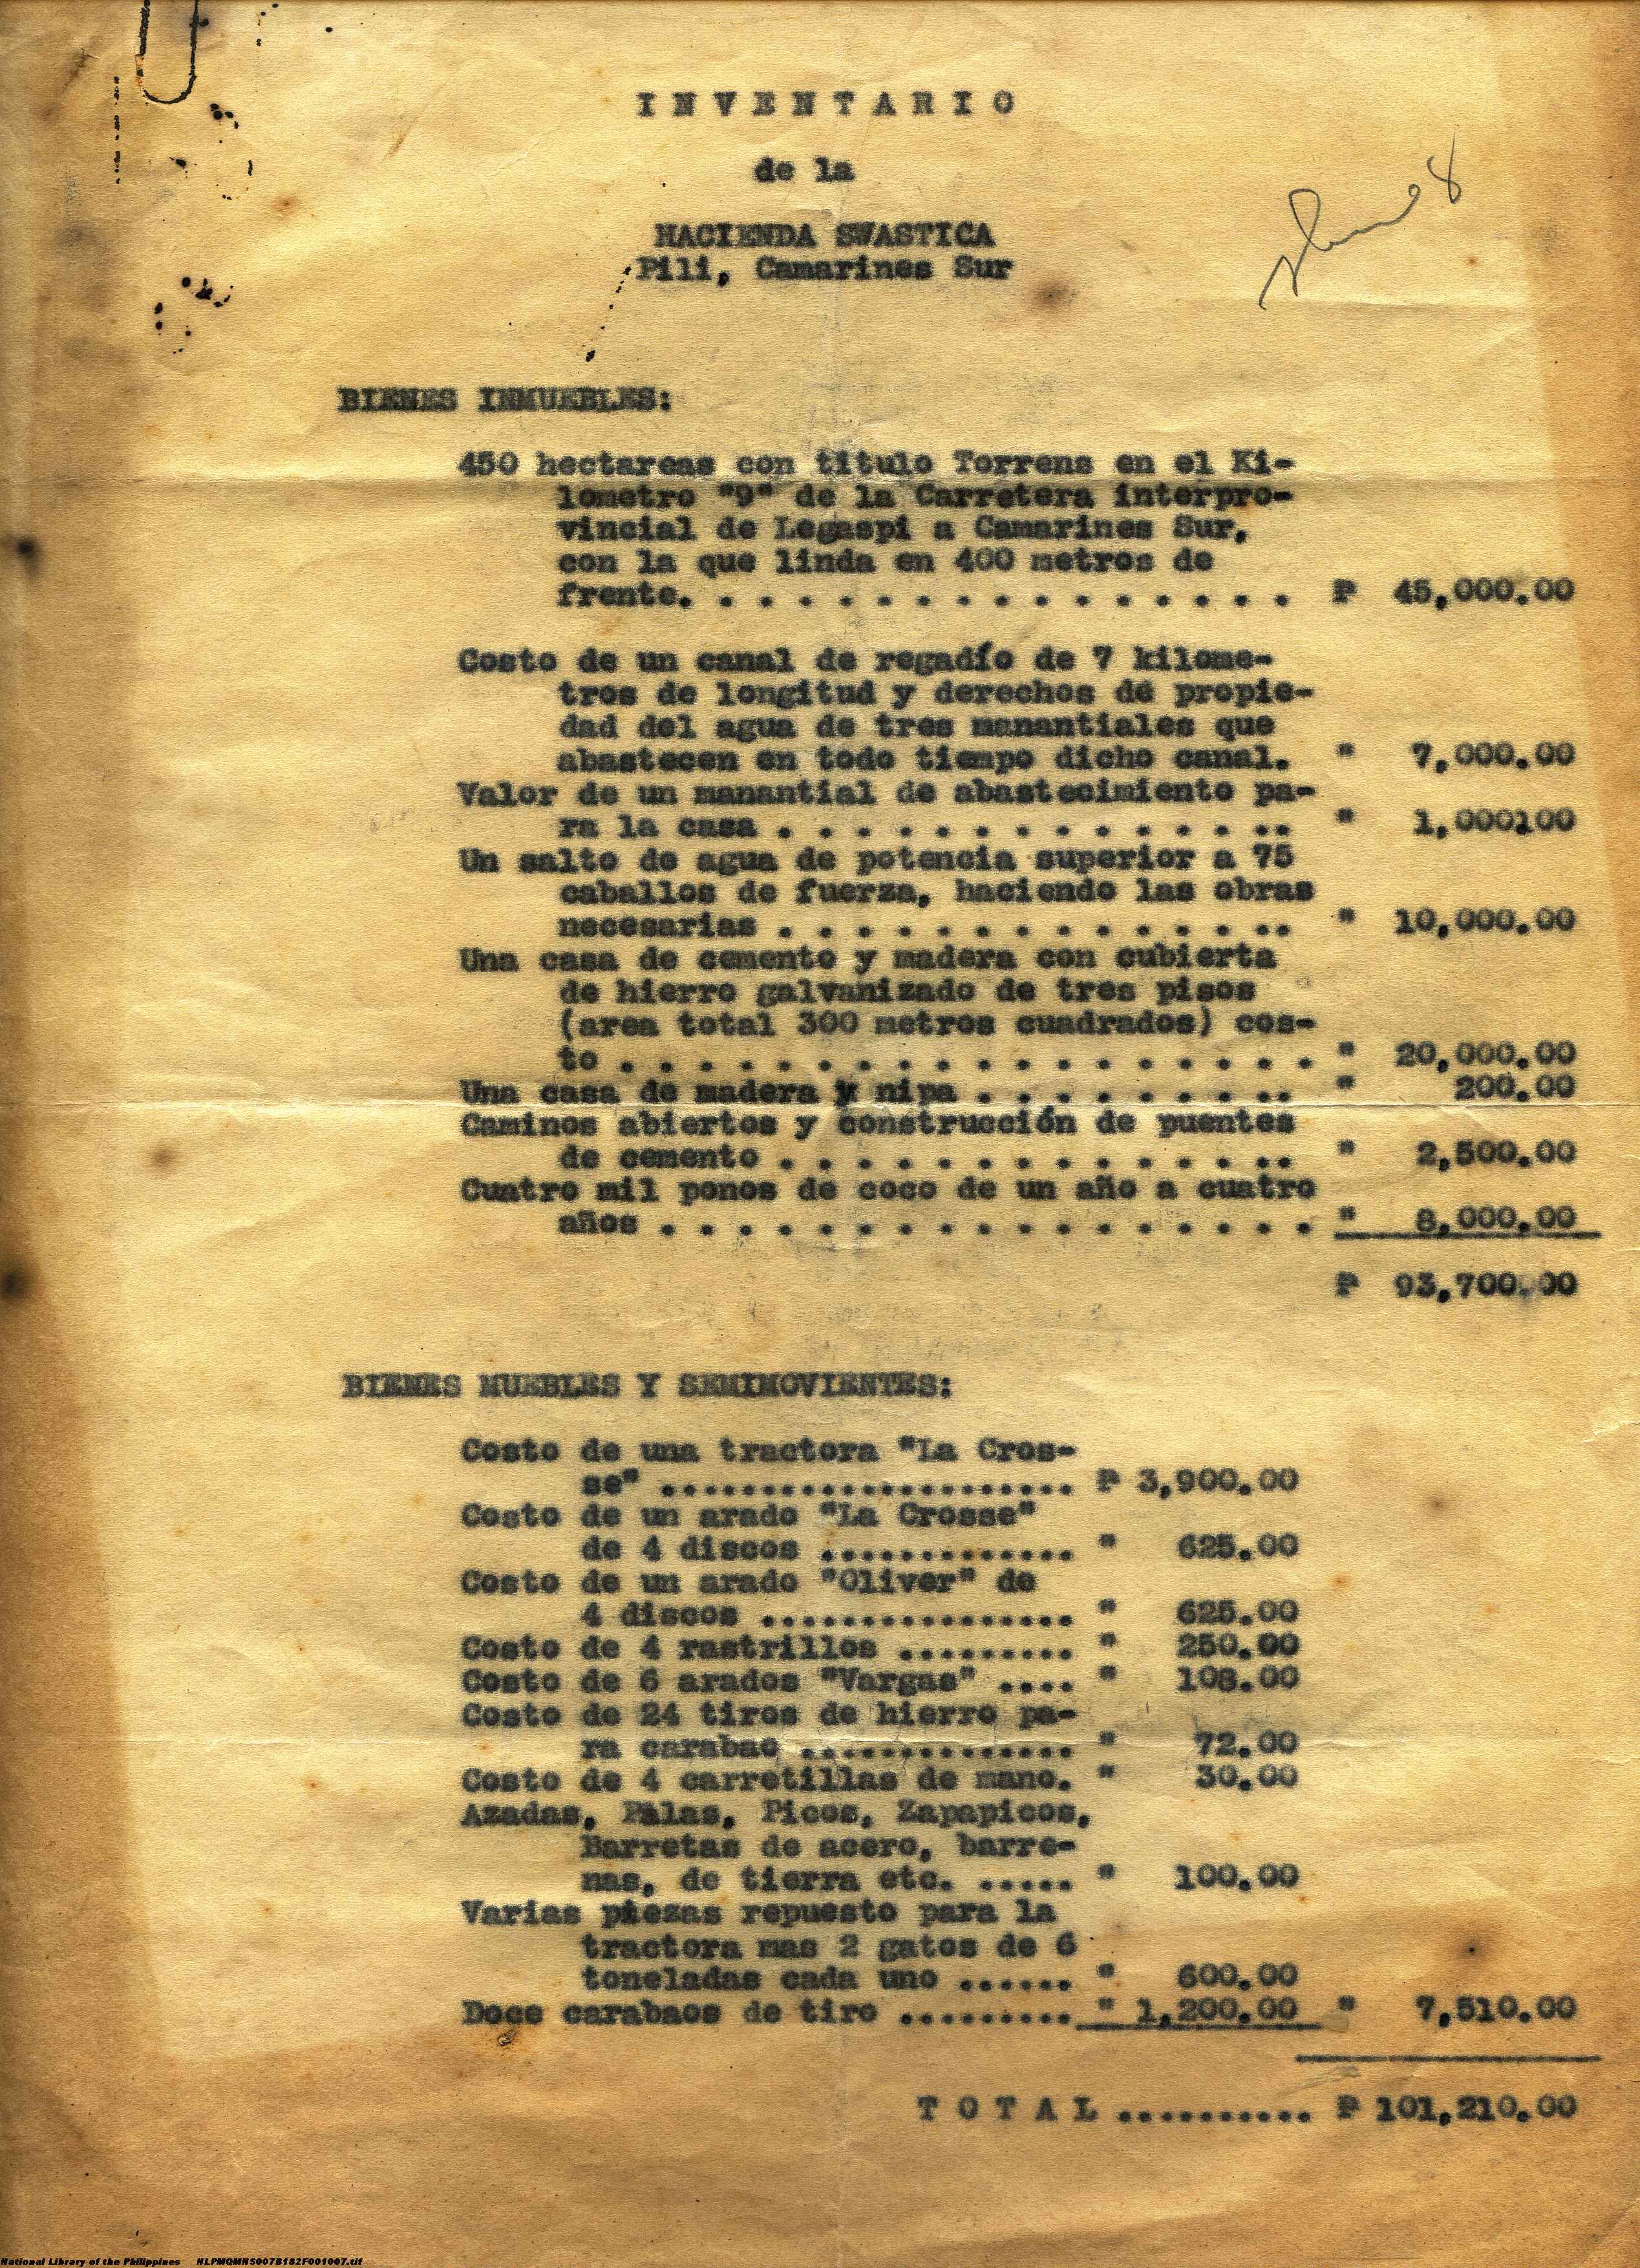 I N V E N T A R I O
de la
HACIENDA SWASTICA
Pili, Camarines Sur
BIENES INMUEBLES:
450 hectareas con titulo Torrens en el Ki-
lometro "9" de la Carretera interpro-
vincial de Legaspi a Camarines Sur,
con la que linda en 400 metros de
frente. . . . . . . . . . . . . . . . ₱ 45,000.00
Costo de un canal de regadío de 7 kilome-
tros de longitud y derechos de propie-
dad del agua de tres manantiales que
abastecen en todo tiempo dicho canal. " 7,000.00
Valor de un manantial de abastecimiento pa-
ra la casa . . . . . . . . . . . . .. " 1,000100
Un salto de agua de potencia superior a 75
caballos de fuerza, haciendo las obras
necesarias . . . . . . . . . . . . .. " 10,000.00
Una casa de cemento y madera con cubierta
de hierro galvanizado de tres pisos
(area total 300 metros cuadrados) cos-
to . . . . . . . . . . . . . . . . . . " 20,000.00
Una casa de madera y nipa . . . . . . . .. " 200.00
Caminos abiertos y construcción de puentes
de cemento . . . . . . . . . . . . .. " 2,500.00
Cuatro mil ponos de coco de un año a cuatro
años . . . . . . . . . . . . . . . . . " 8,000.00
₱ 93,700.00
BIENES MUEBLES Y SEMIMOVIENTES:
Costo de una tractora "La Cros-
se" ..................... ₱ 3,900.00
Costo de un arado "La Crosse"
de 4 discos ............. " 625.00
Costo de un arado "Oliver" de
4 discos ................ " 625.00
Costo de 4 rastrillos ......... " 250.00
Costo de 6 arados "Vargas" .... " 108.00
Costo de 24 tiros de hierro pa-
ra carabao .............. " 72.00
Costo de 4 carretillas de mano. " 30.00
Azadas, Palas, Picos, Zapapicos,
Barretas de acero, barre-
nas, de tierra etc. ..... " 100.00
Varias piezas repuesto para la
tractora mas 2 gatos de 6
toneladas cada uno ...... " 600.00
Doce carabaos de tiro ......... " 1,200.00 " 7,510.00
T O T A L .......... ₱ 101,210.00
National Library of the Philippines NLPMQMNS007B182F001007.tif